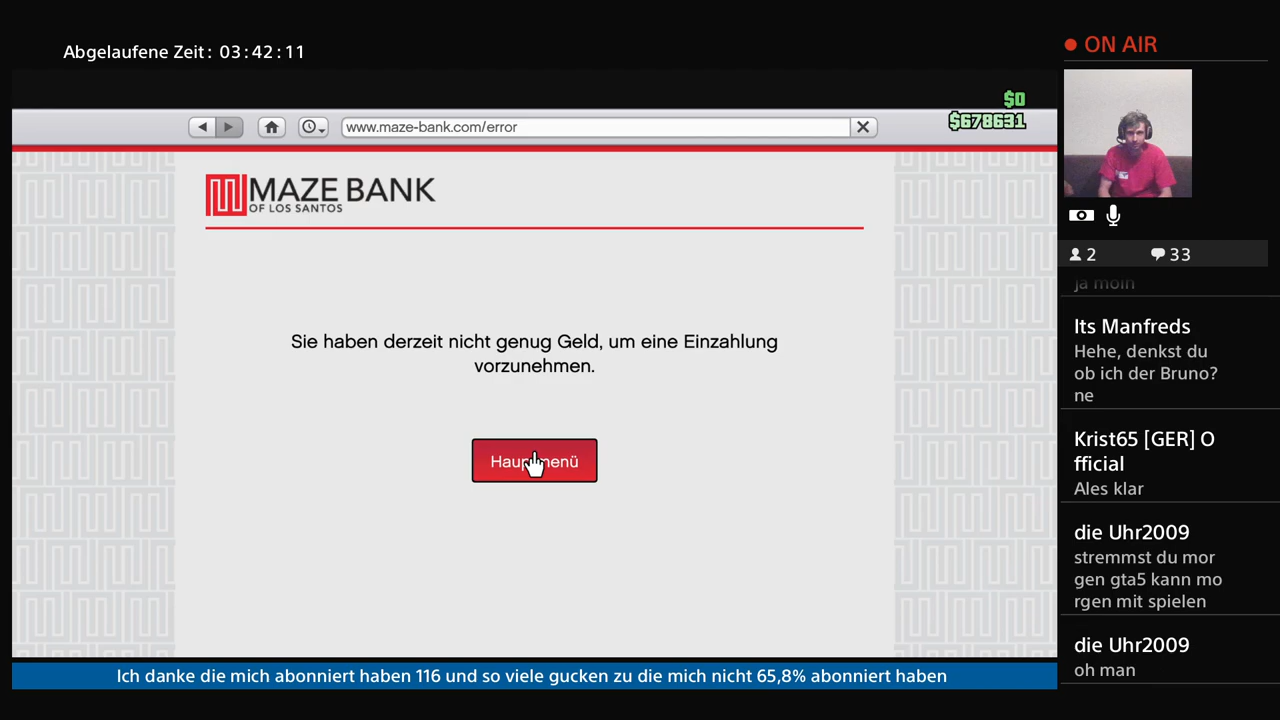 Abgelaufene Zeit: 03:42:11
ON AIR
$0
$678631
www.maze-bank.com/error
MAZE BANK
OF LOS SANTOS
Sie haben derzeit nicht genug Geld, um eine Einzahlung
vorzunehmen.
Hauptmenü
2 33
ja moin
Its Manfreds
Hehe, denkst du
ob ich der Bruno?
ne
Krist65 [GER] O
fficial
Ales klar
die Uhr2009
stremmst du mor
gen gta5 kann mo
rgen mit spielen
die Uhr2009
oh man
Ich danke die mich abonniert haben 116 und so viele gucken zu die mich nicht 65,8% abonniert haben